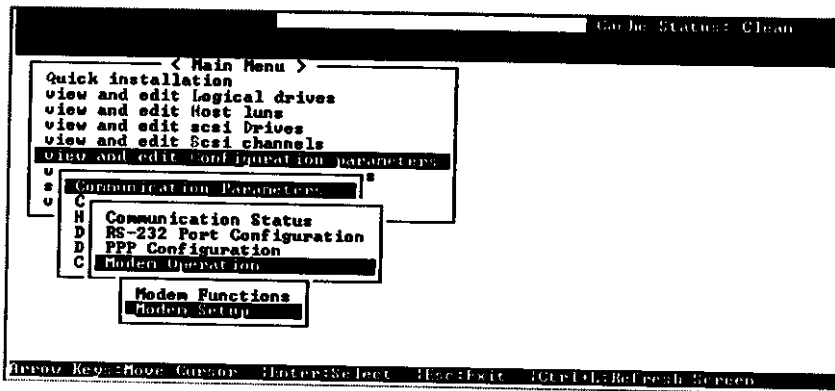 Cache Status: Clean
< Main Menu >
Quick installation
view and edit Logical drives
view and edit Host luns
view and edit scsi Drives
view and edit Scsi channels
view and edit Configuration parameters
v
s
s
Communication Parameters
v
C
H
Communication Status
D
RS-232 Port Configuration
D
PPP Configuration
C
Modem Operation
Modem Functions
Modem Setup
Arrow Keys:Move Cursor |Enter:Select |Esc:Exit |Ctrl+L:Refresh Screen